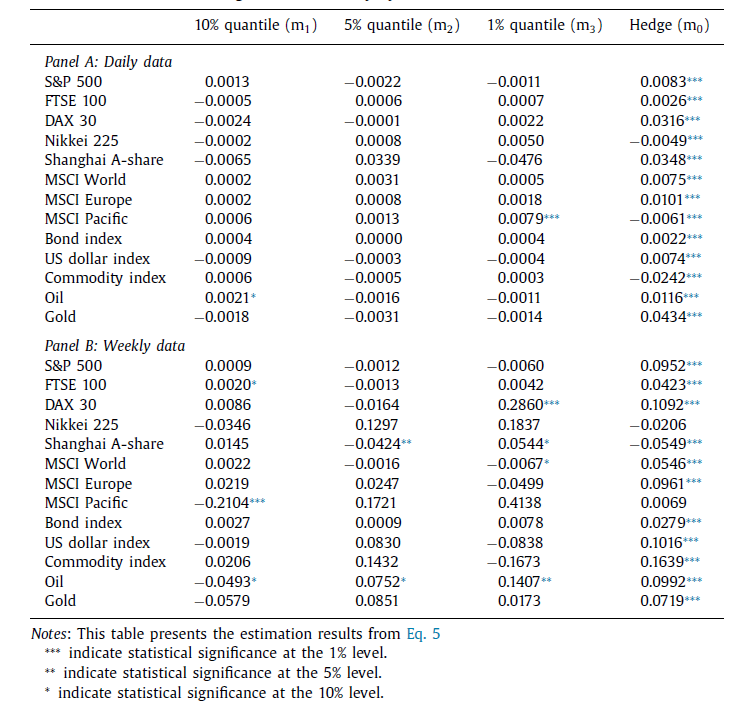 10% quantile (m1) 5% quantile (m2) 1% quantile (m3) Hedge (m0)
Panel A: Daily data
S&P 500 0.0013 −0.0022 −0.0011 0.0083***
FTSE 100 −0.0005 0.0006 0.0007 0.0026***
DAX 30 −0.0024 −0.0001 0.0022 0.0316***
Nikkei 225 −0.0002 0.0008 0.0050 −0.0049***
Shanghai A-share −0.0065 0.0339 −0.0476 0.0348***
MSCI World 0.0002 0.0031 0.0005 0.0075***
MSCI Europe 0.0002 0.0008 0.0018 0.0101***
MSCI Pacific 0.0006 0.0013 0.0079*** −0.0061***
Bond index 0.0004 0.0000 0.0004 0.0022***
US dollar index −0.0009 −0.0003 −0.0004 0.0074***
Commodity index 0.0006 −0.0005 0.0003 −0.0242***
Oil 0.0021* −0.0016 −0.0011 0.0116***
Gold −0.0018 −0.0031 −0.0014 0.0434***
Panel B: Weekly data
S&P 500 0.0009 −0.0012 −0.0060 0.0952***
FTSE 100 0.0020* −0.0013 0.0042 0.0423***
DAX 30 0.0086 −0.0164 0.2860*** 0.1092***
Nikkei 225 −0.0346 0.1297 0.1837 −0.0206
Shanghai A-share 0.0145 −0.0424** 0.0544* −0.0549***
MSCI World 0.0022 −0.0016 −0.0067* 0.0546***
MSCI Europe 0.0219 0.0247 −0.0499 0.0961***
MSCI Pacific −0.2104*** 0.1721 0.4138 0.0069
Bond index 0.0027 0.0009 0.0078 0.0279***
US dollar index −0.0019 0.0830 −0.0838 0.1016***
Commodity index 0.0206 0.1432 −0.1673 0.1639***
Oil −0.0493* 0.0752* 0.1407** 0.0992***
Gold −0.0579 0.0851 0.0173 0.0719***
Notes: This table presents the estimation results from Eq. 5
*** indicate statistical significance at the 1% level.
** indicate statistical significance at the 5% level.
* indicate statistical significance at the 10% level.